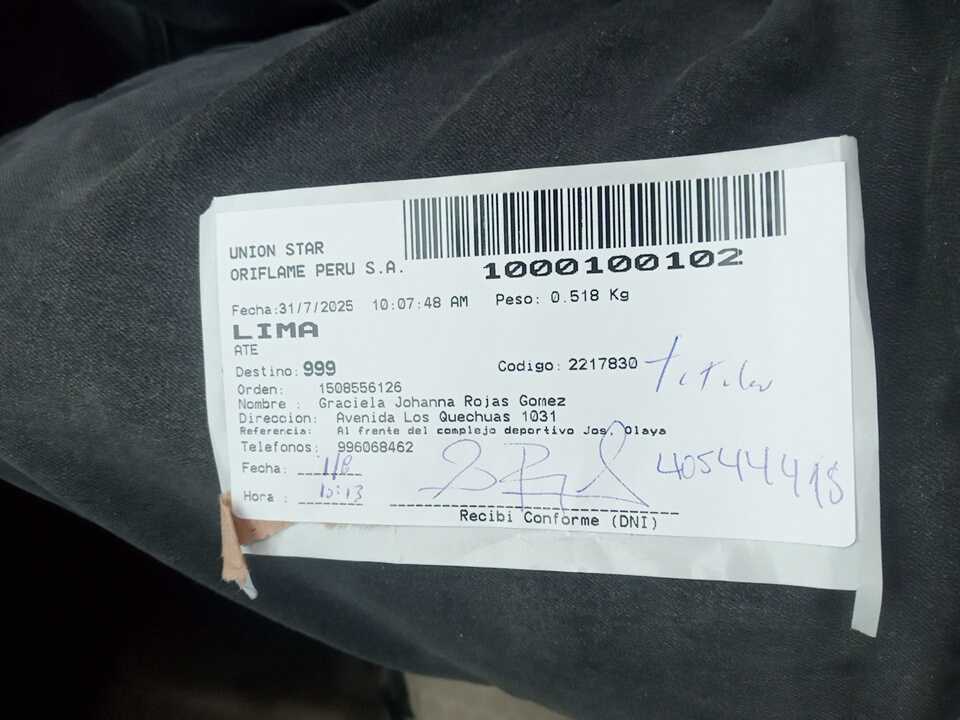 UNION STAR
ORIFLAME PERU S.A.
1000100102
Fecha:31/7/2025 10:07:48 AM Peso: 0.518 Kg
LIMA
ATE
Destino: 999 Codigo: 2217830 titular
Orden: 1508556126
Nombre : Graciela Johanna Rojas Gomez
Direccion: Avenida Los Quechuas 1031
Referencia: Al frente del complejo deportivo Jos. Olaya
Telefonos: 996068462
Fecha: 1/8
Hora : 15:13
Recibi Conforme (DNI)